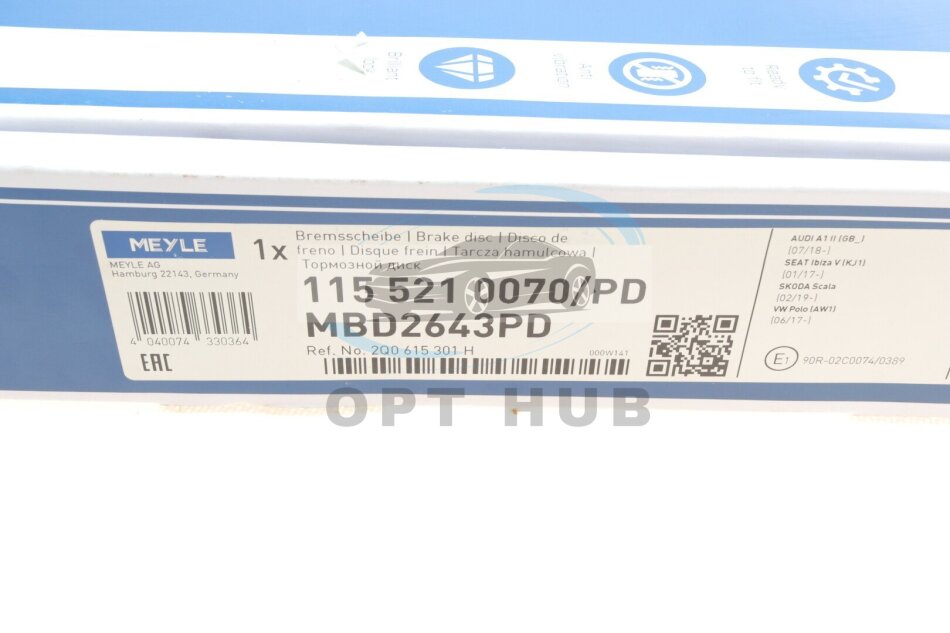 Brilliant
look
Anti
vibration
Ready
to fit
MEYLE
MEYLE AG
Hamburg 22143, Germany
1x
Bremsscheibe | Brake disc | Disco de
freno | Disque frein | Tarcza hamulcowa |
Тормозной диск
115 521 0070/PD
MBD2643PD
Ref. No. 2Q0 615 301 H
000W141
4 040074 330364
EAC
AUDI A1 II (GB_)
(07/18-)
SEAT Ibiza V (KJ1)
(01/17-)
SKODA Scala
(02/19-)
VW Polo (AW1)
(06/17-)
E1 90R-02C0074/0389
OPT HUB